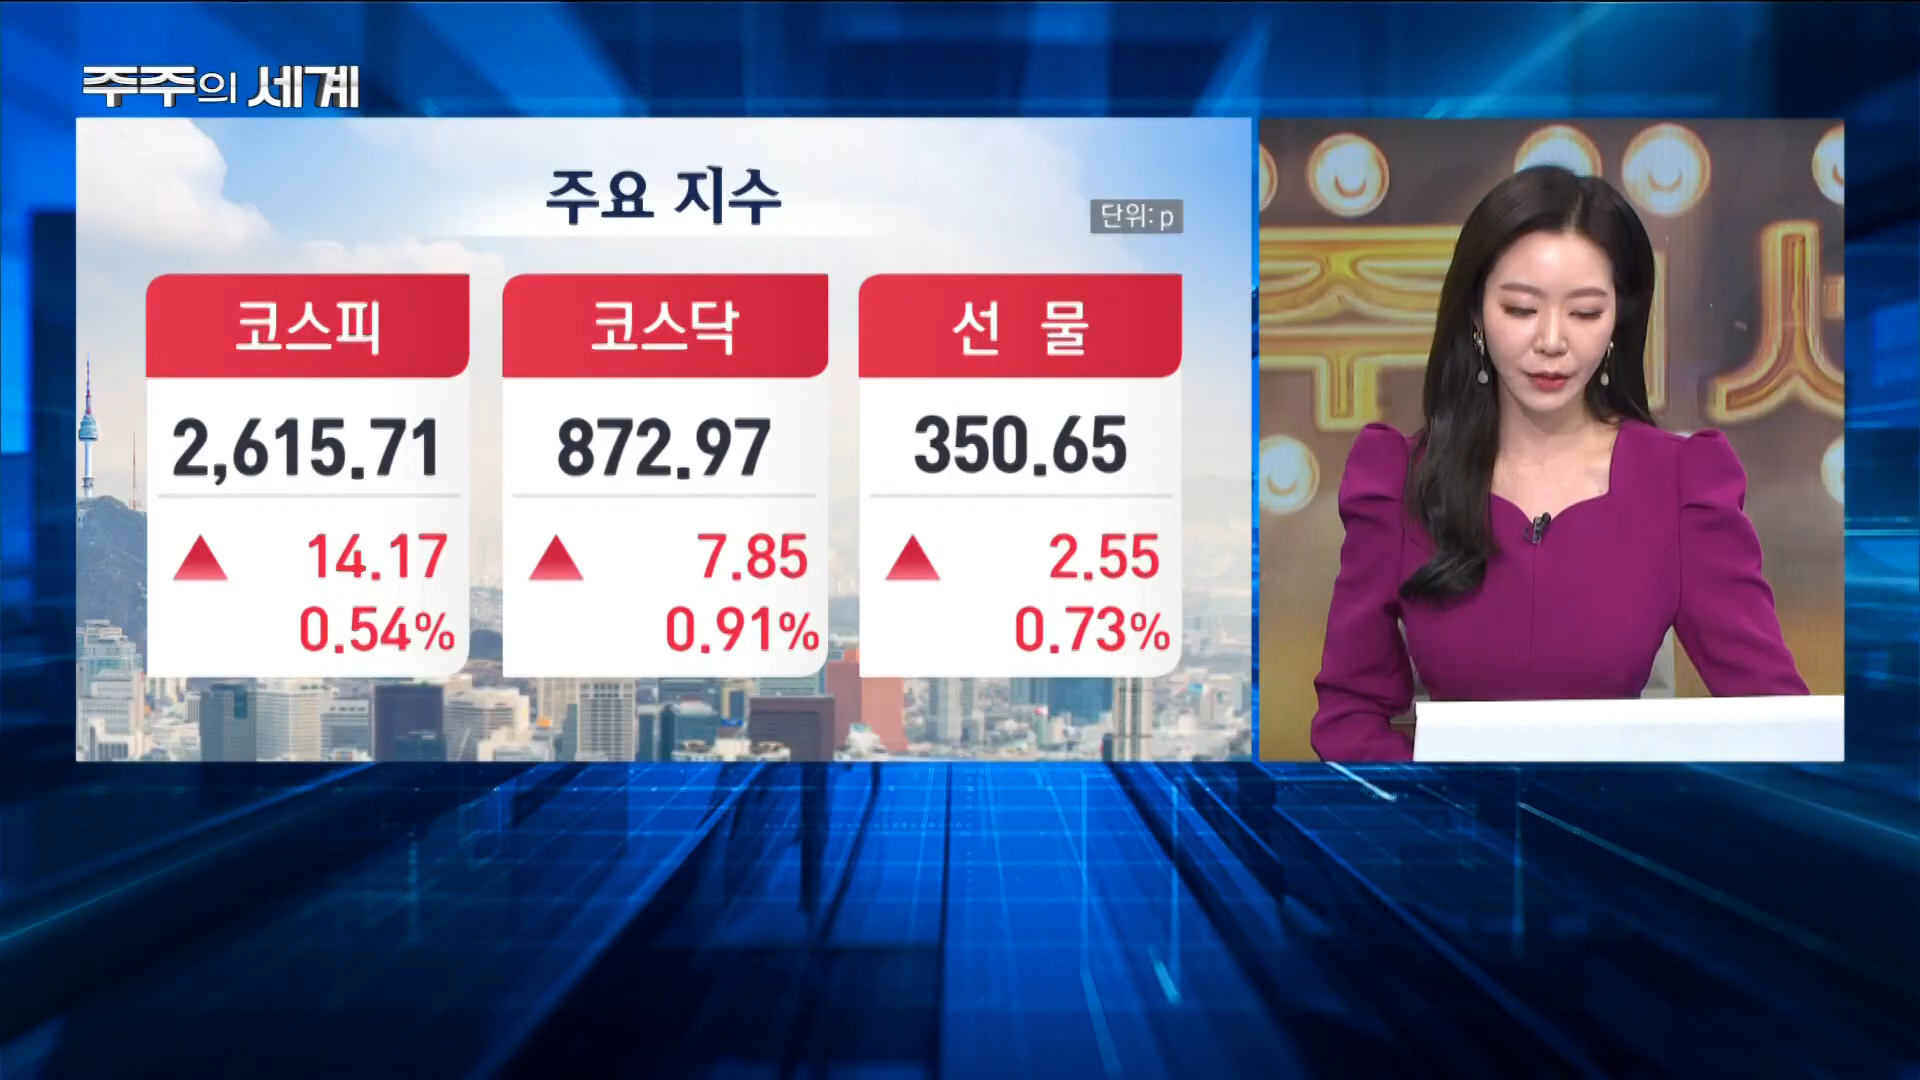 주주의 세계
주요 지수
단위: p
코스피
2,615.71
▲ 14.17
0.54%
코스닥
872.97
▲ 7.85
0.91%
선 물
350.65
▲ 2.55
0.73%